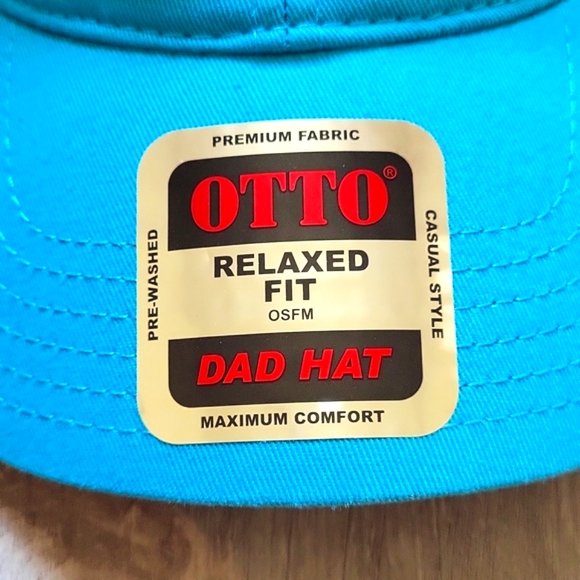 PREMIUM FABRIC
OTTO®
RELAXED
FIT
OSFM
DAD HAT
MAXIMUM COMFORT
PRE-WASHED
CASUAL STYLE